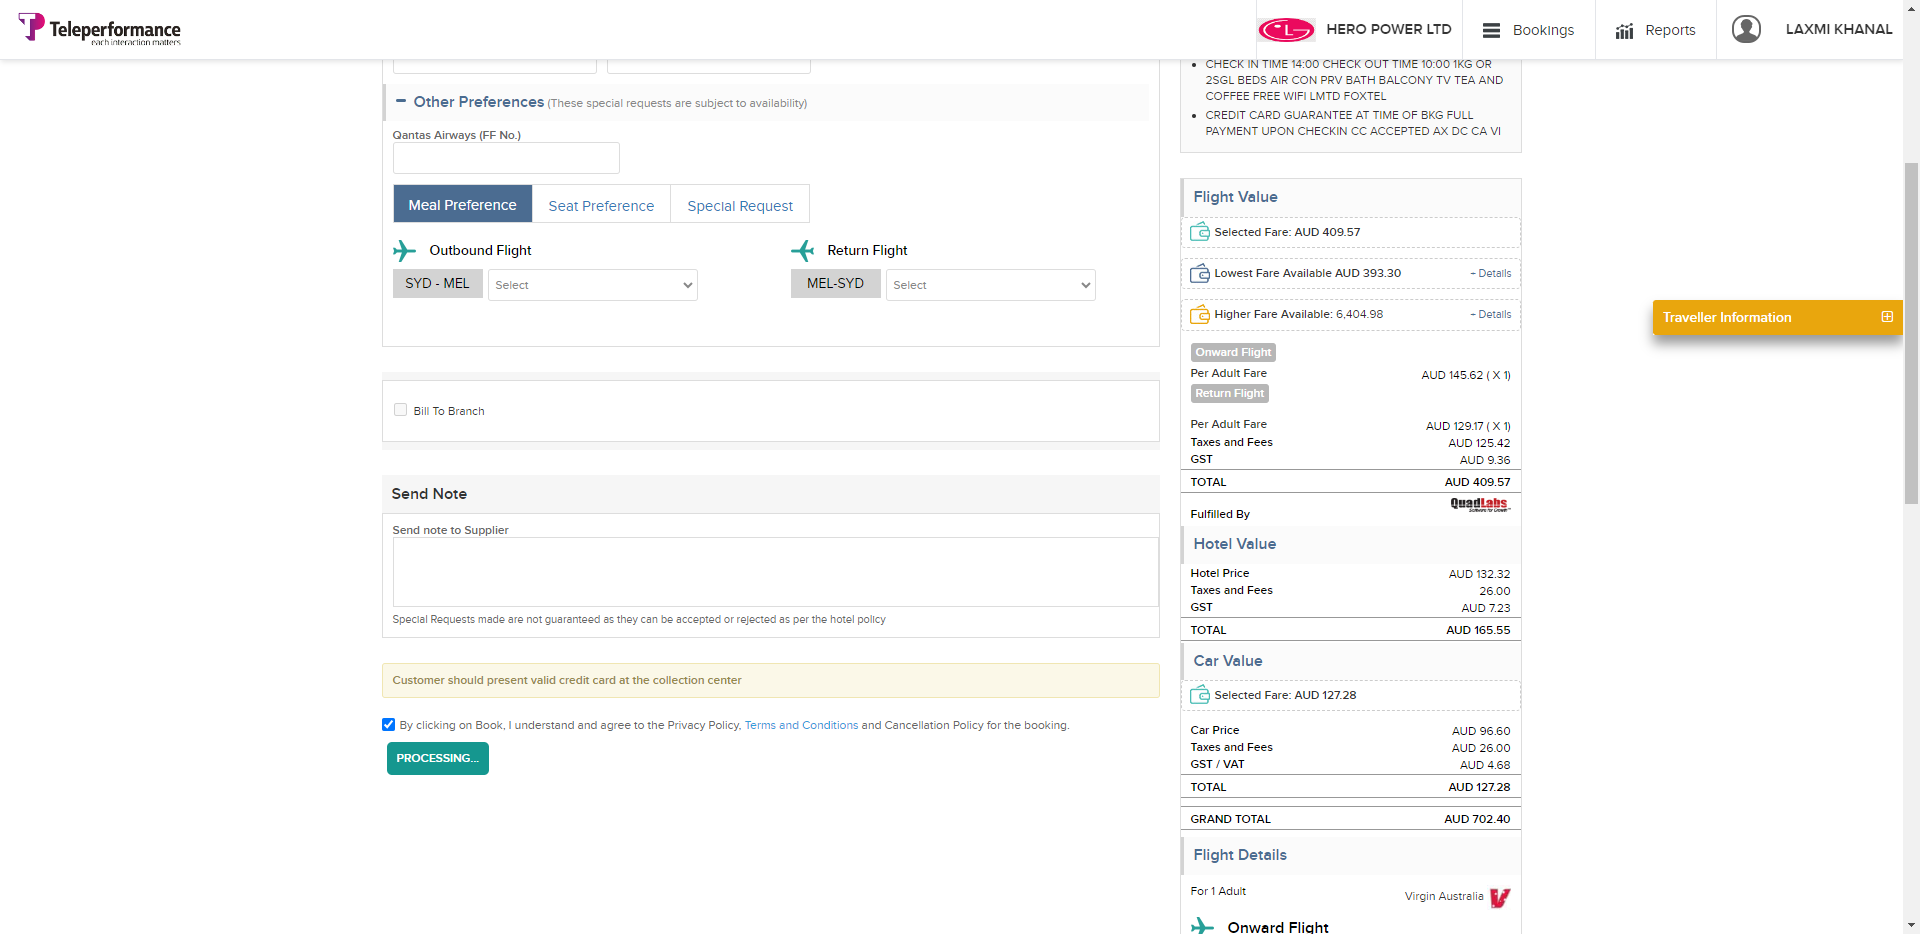 Teleperformance
each interaction matters
LG
HERO POWER LTD
Bookings
Reports
LAXMI KHANAL
Other Preferences (These special requests are subject to availability)
Qantas Airways (FF No.)
Meal Preference
Seat Preference
Special Request
Outbound Flight
Return Flight
SYD - MEL
Select
MEL-SYD
Select
Bill To Branch
Send Note
Send note to Supplier
Special Requests made are not guaranteed as they can be accepted or rejected as per the hotel policy
Customer should present valid credit card at the collection center
By clicking on Book, I understand and agree to the Privacy Policy, Terms and Conditions and Cancellation Policy for the booking.
PROCESSING...
CHECK IN TIME 14:00 CHECK OUT TIME 10:00 1KG OR
2SGL BEDS AIR CON PRV BATH BALCONY TV TEA AND
COFFEE FREE WIFI LMTD FOXTEL
CREDIT CARD GUARANTEE AT TIME OF BKG FULL
PAYMENT UPON CHECKIN CC ACCEPTED AX DC CA VI
Flight Value
Selected Fare: AUD 409.57
Lowest Fare Available AUD 393.30
+ Details
Higher Fare Available: 6,404.98
+ Details
Onward Flight
Per Adult Fare
AUD 145.62 ( X 1)
Return Flight
Per Adult Fare
AUD 129.17 ( X 1)
Taxes and Fees
AUD 125.42
GST
AUD 9.36
TOTAL
AUD 409.57
Fulfilled By
QuadLabs
Software for Growth
Hotel Value
Hotel Price
AUD 132.32
Taxes and Fees
26.00
GST
AUD 7.23
TOTAL
AUD 165.55
Car Value
Selected Fare: AUD 127.28
Car Price
AUD 96.60
Taxes and Fees
AUD 26.00
GST / VAT
AUD 4.68
TOTAL
AUD 127.28
GRAND TOTAL
AUD 702.40
Flight Details
For 1 Adult
Virgin Australia
Onward Flight
Traveller Information